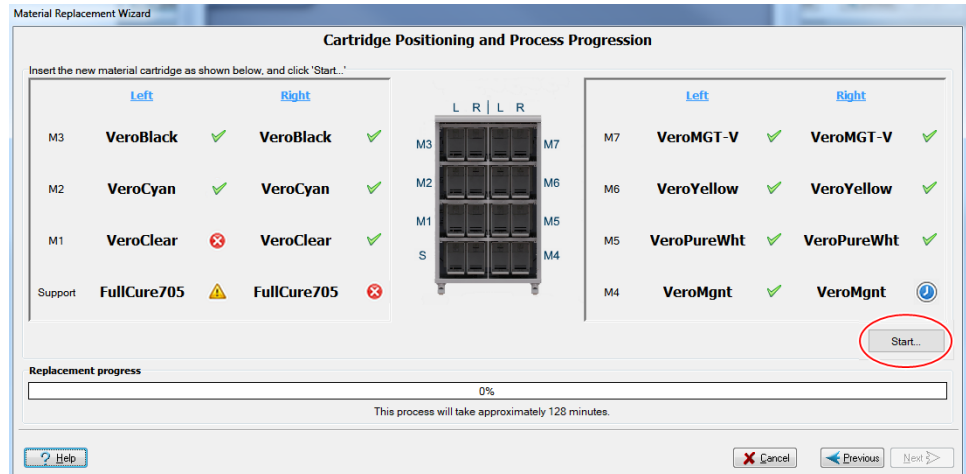 Material Replacement Wizard
Cartridge Positioning and Process Progression
Insert the new material cartridge as shown below, and click 'Start...'
Left Right
M3 VeroBlack VeroBlack
M2 VeroCyan VeroCyan
M1 VeroClear VeroClear
Support FullCure705 FullCure705
L R | L R
M3 M7
M2 M6
M1 M5
S M4
Left Right
M7 VeroMGT-V VeroMGT-V
M6 VeroYellow VeroYellow
M5 VeroPureWht VeroPureWht
M4 VeroMgnt VeroMgnt
Start...
Replacement progress
0%
This process will take approximately 128 minutes.
? Help Cancel Previous Next